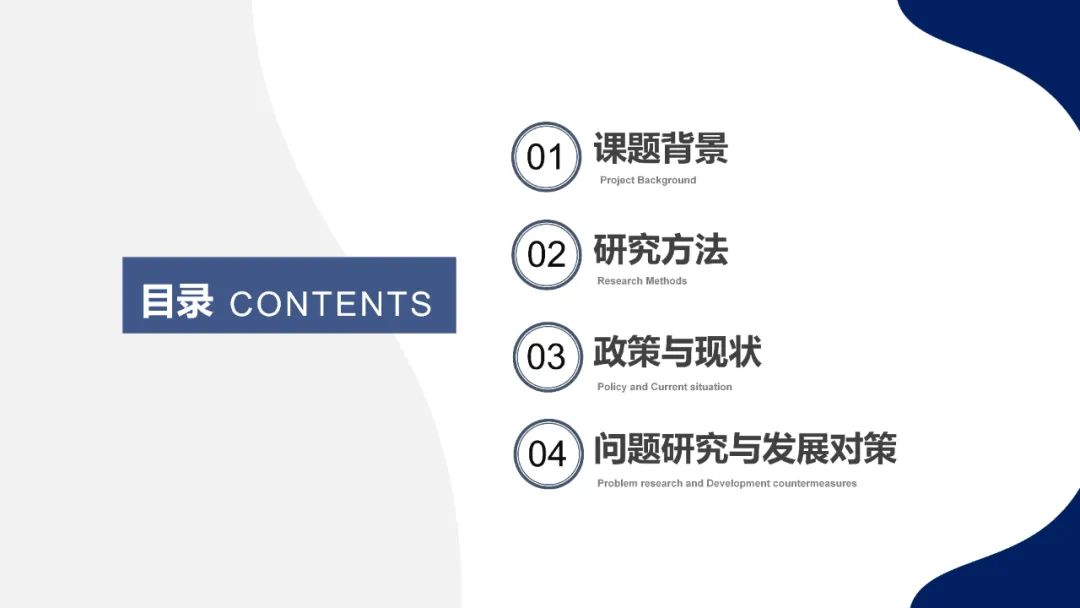 目录 CONTENTS
01 课题背景
Project Background
02 研究方法
Research Methods
03 政策与现状
Policy and Current situation
04 问题研究与发展对策
Problem research and Development countermeasures